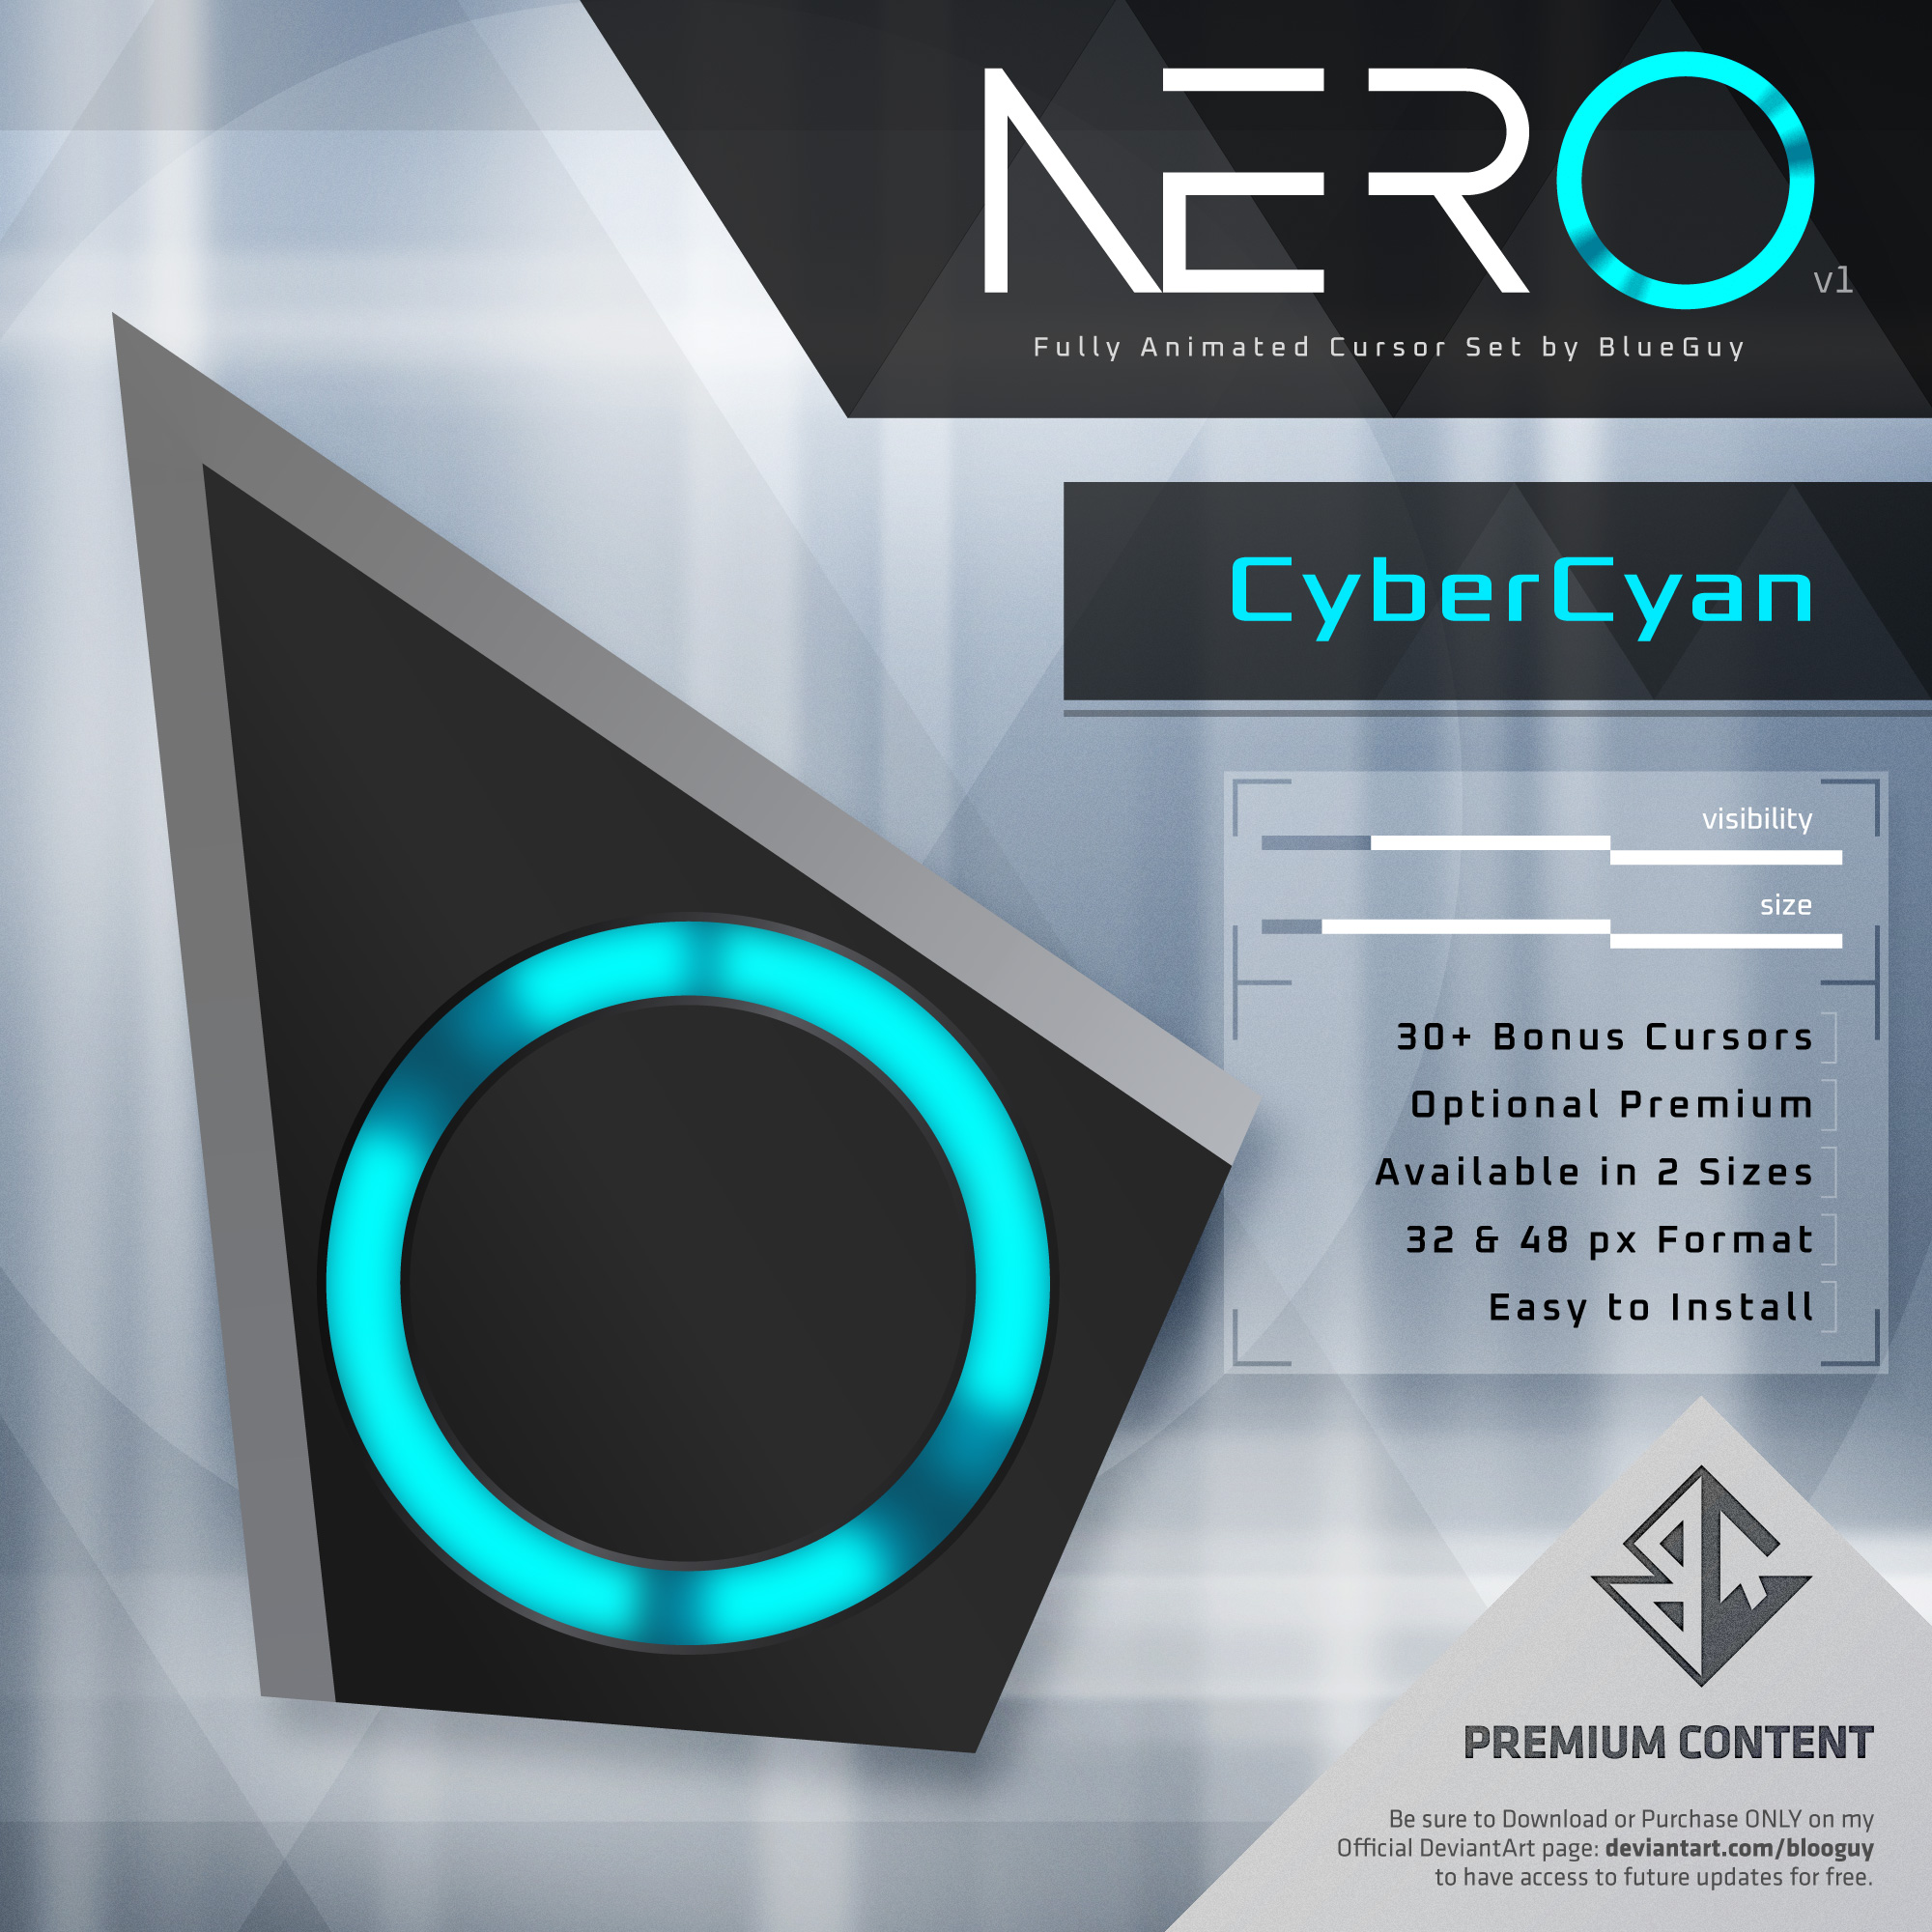 NERO
v1
Fully Animated Cursor Set by BlueGuy
CyberCyan
visibility
size
30+ Bonus Cursors
Optional Premium
Available in 2 Sizes
32 & 48 px Format
Easy to Install
PREMIUM CONTENT
Be sure to Download or Purchase ONLY on my
Official DeviantArt page: deviantart.com/blooguy
to have access to future updates for free.